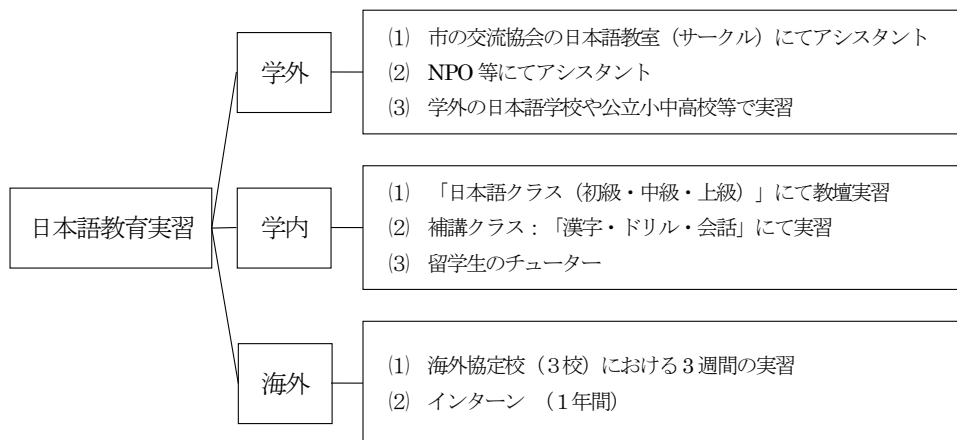 日本語教育実習
学外
⑴ 市の交流協会の日本語教室（サークル）にてアシスタント
⑵ NPO 等にてアシスタント
⑶ 学外の日本語学校や公立小中高校等で実習
学内
⑴ 「日本語クラス（初級・中級・上級）」にて教壇実習
⑵ 補講クラス：「漢字・ドリル・会話」にて実習
⑶ 留学生のチューター
海外
⑴ 海外協定校（３校）における３週間の実習
⑵ インターン （１年間）